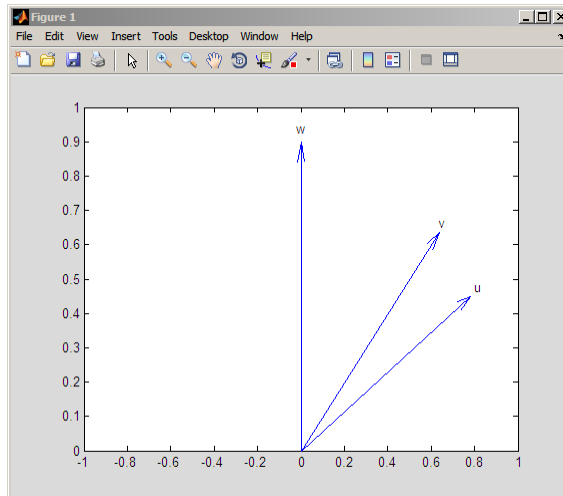 Figure 1
File Edit View Insert Tools Desktop Window Help
1
w
0.9
0.8
0.7
v
0.6
0.5
u
0.4
0.3
0.2
0.1
0
-1 -0.8 -0.6 -0.4 -0.2 0 0.2 0.4 0.6 0.8 1